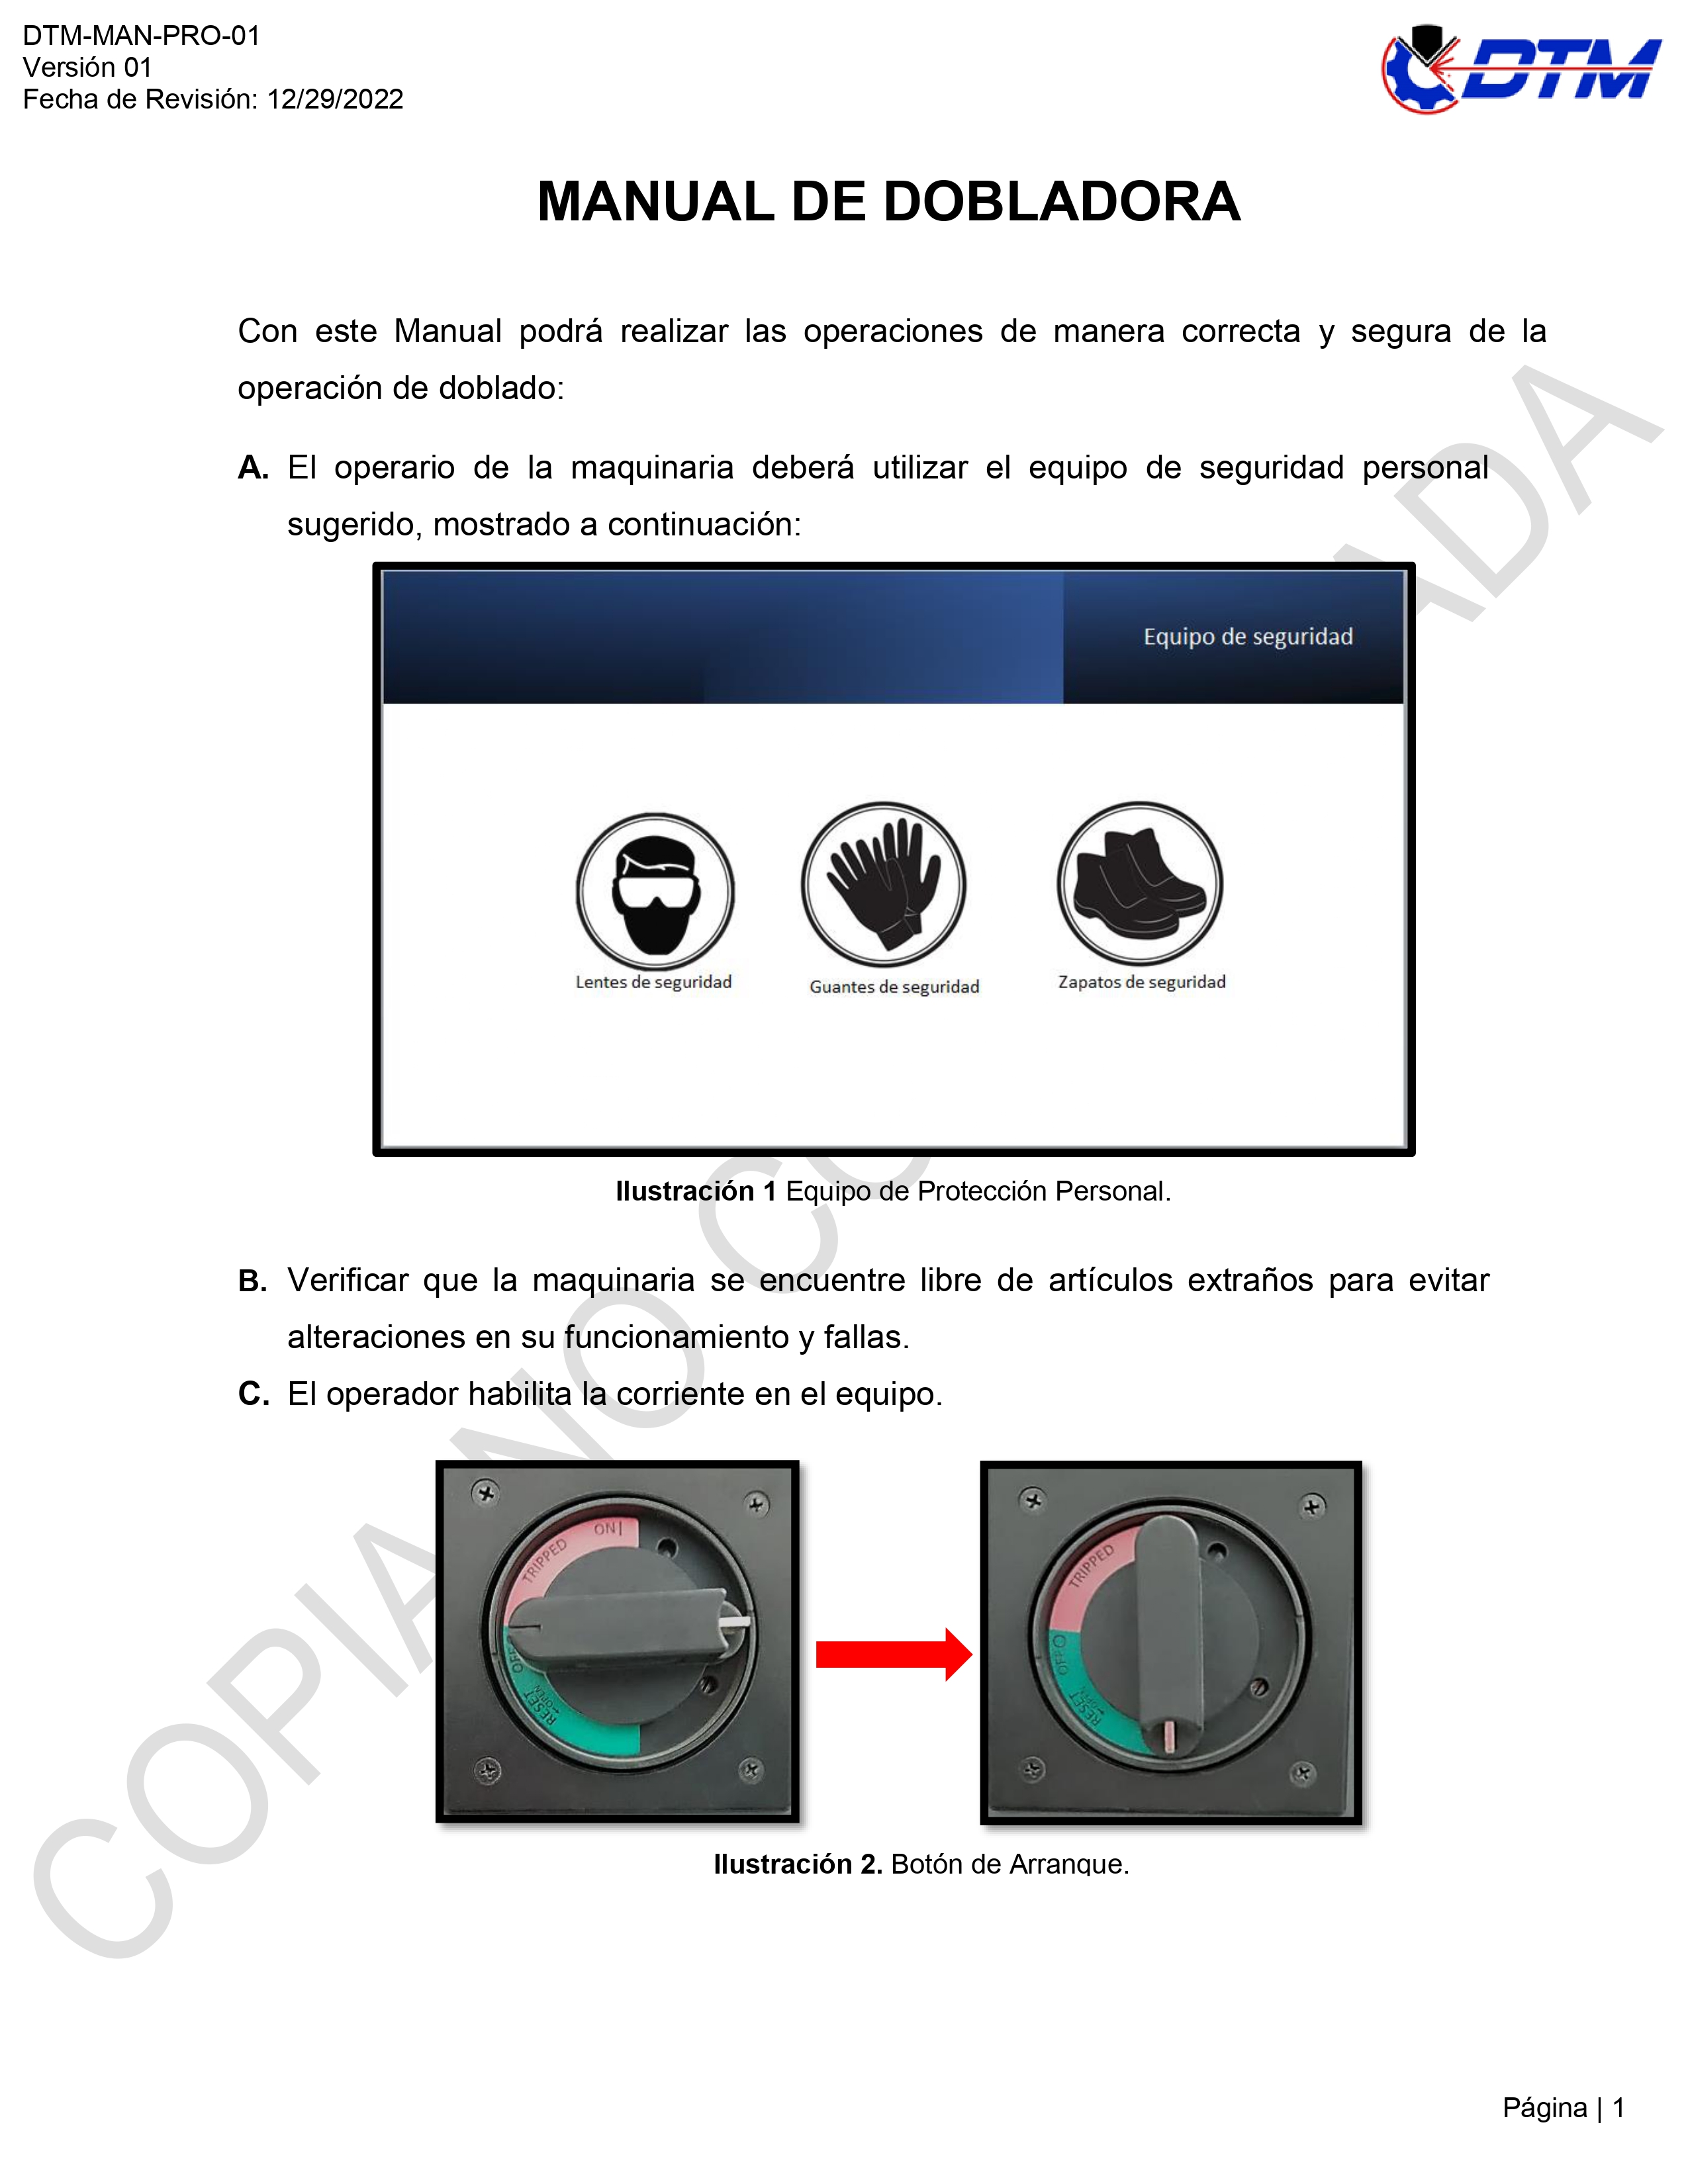 DTM-MAN-PRO-01
Versión 01
Fecha de Revisión: 12/29/2022
DTM
MANUAL DE DOBLADORA
Con este Manual podrá realizar las operaciones de manera correcta y segura de la
operación de doblado:
A. El operario de la maquinaria deberá utilizar el equipo de seguridad personal
sugerido, mostrado a continuación:
Equipo de seguridad
Lentes de seguridad
Guantes de seguridad
Zapatos de seguridad
Ilustración 1 Equipo de Protección Personal.
B. Verificar que la maquinaria se encuentre libre de artículos extraños para evitar
alteraciones en su funcionamiento y fallas.
C. El operador habilita la corriente en el equipo.
ON
TRIPPED
OFF
RESET
OPEN
TRIPPED
OFF
RESET
OPEN
Ilustración 2. Botón de Arranque.
COPIA NO CO ADA
Página | 1